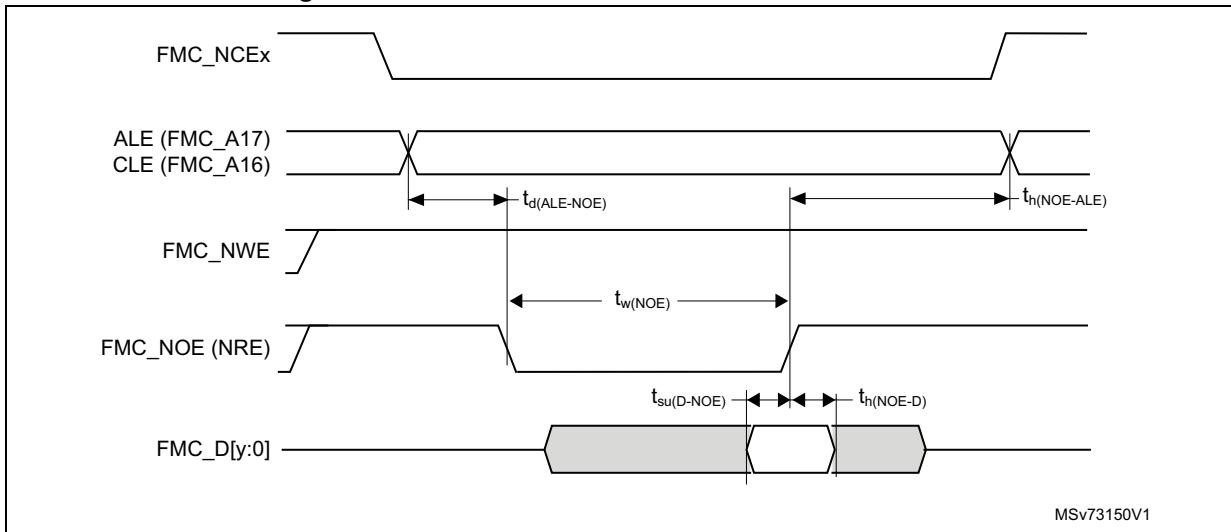 FMC_NCEx
ALE (FMC_A17)
CLE (FMC_A16)
td(ALE-NOE)
th(NOE-ALE)
FMC_NWE
tw(NOE)
FMC_NOE (NRE)
tsu(D-NOE)
th(NOE-D)
FMC_D[y:0]
MSv73150V1